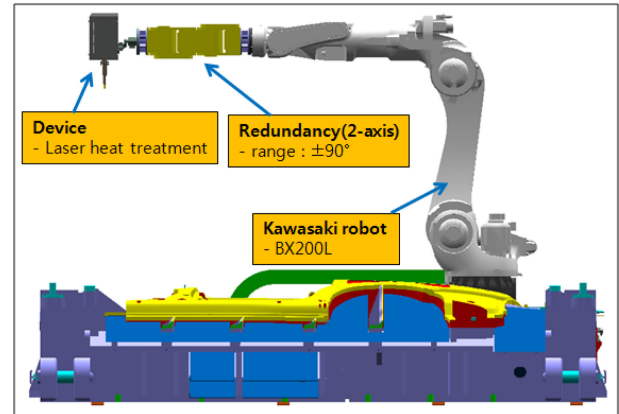 Device
- Laser heat treatment
Redundancy(2-axis)
- range : ±90°
Kawasaki robot
- BX200L